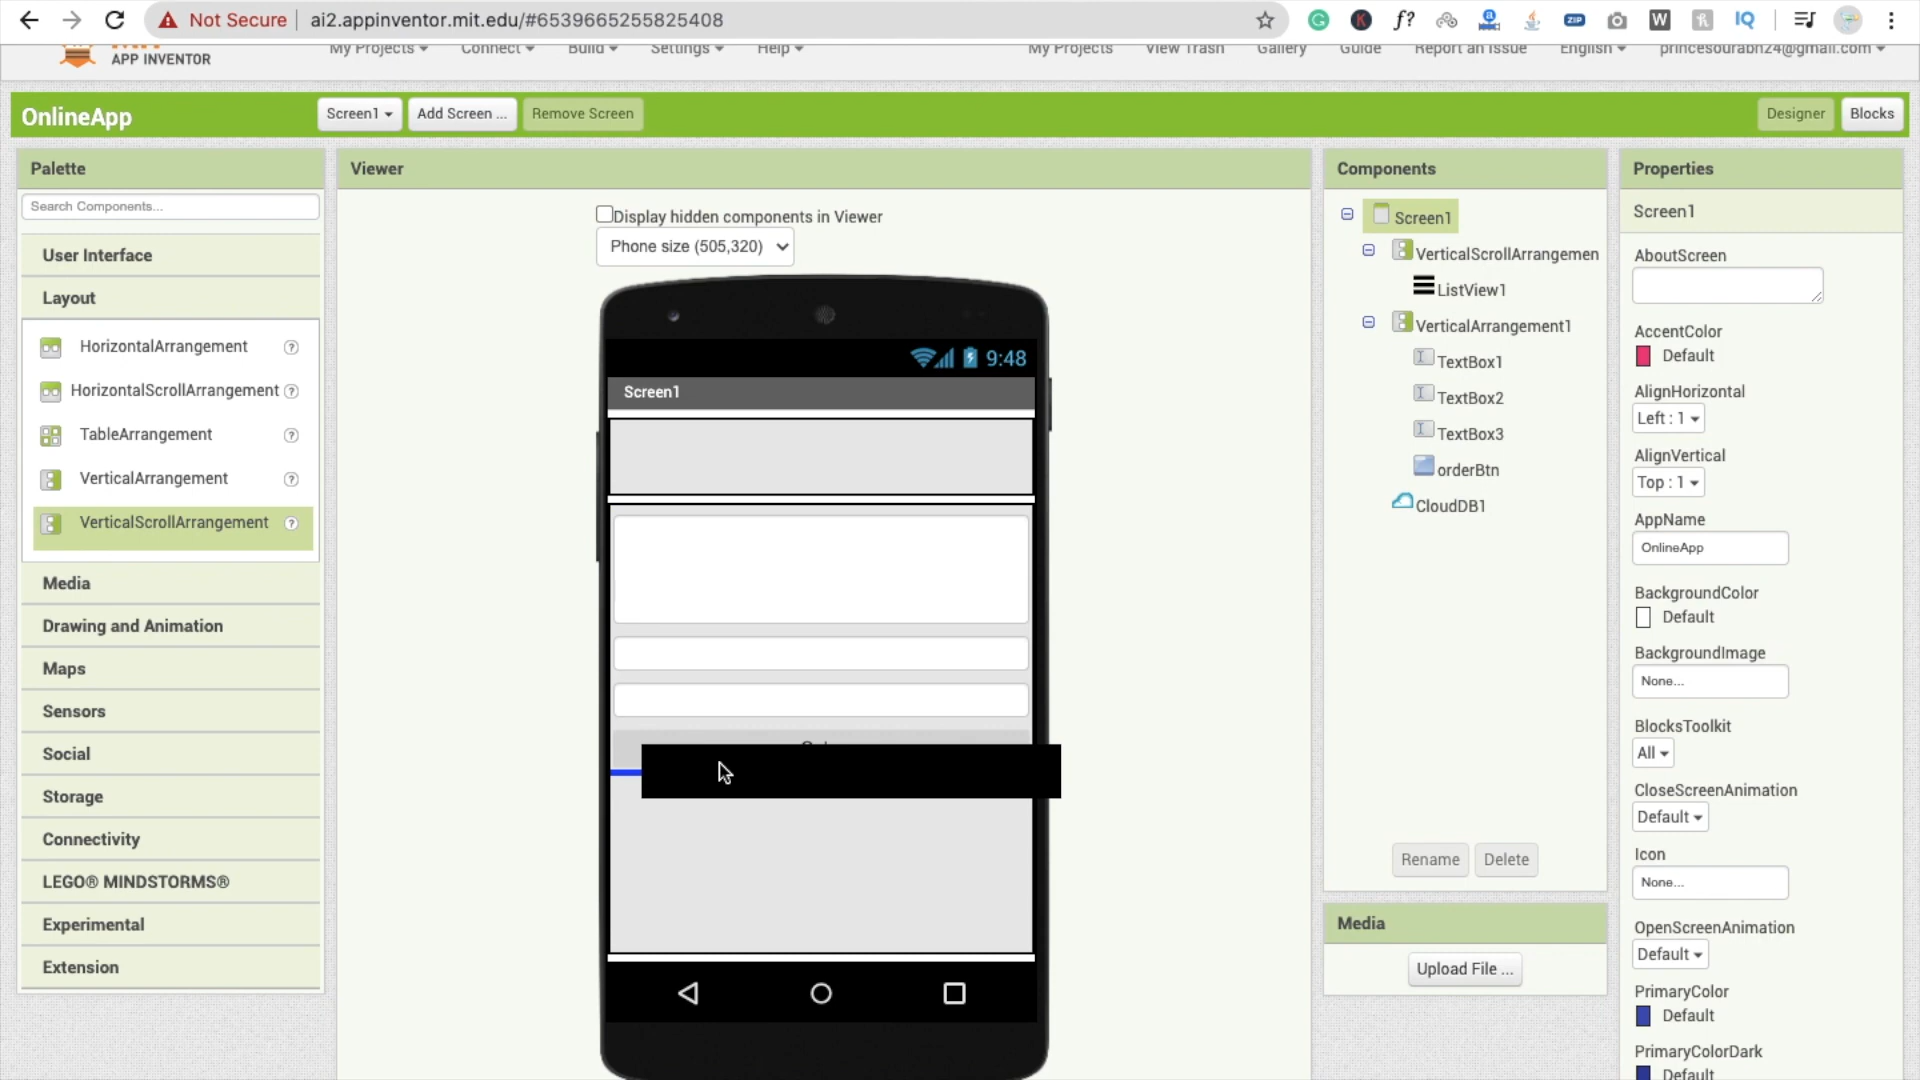 Not Secure
ai2.appinventor.mit.edu/#6539665255825408
APP INVENTOR
My Projects
Connect
Build
Settings
Help
My Projects
View Trash
Gallery
Guide
Report an Issue
English
princesourabh24@gmail.com
OnlineApp
Screen1
Add Screen ...
Remove Screen
Designer
Blocks
Palette
Search Components...
User Interface
Layout
HorizontalArrangement
HorizontalScrollArrangement
TableArrangement
VerticalArrangement
VerticalScrollArrangement
Media
Drawing and Animation
Maps
Sensors
Social
Storage
Connectivity
LEGO® MINDSTORMS®
Experimental
Extension
Viewer
Display hidden components in Viewer
Phone size (505,320)
9:48
Screen1
Components
Screen1
VerticalScrollArrangemen
ListView1
VerticalArrangement1
TextBox1
TextBox2
TextBox3
orderBtn
CloudDB1
Rename
Delete
Media
Upload File ...
Properties
Screen1
AboutScreen
AccentColor
Default
AlignHorizontal
Left : 1
AlignVertical
Top : 1
AppName
OnlineApp
BackgroundColor
Default
BackgroundImage
None...
BlocksToolkit
All
CloseScreenAnimation
Default
Icon
None...
OpenScreenAnimation
Default
PrimaryColor
Default
PrimaryColorDark
Default